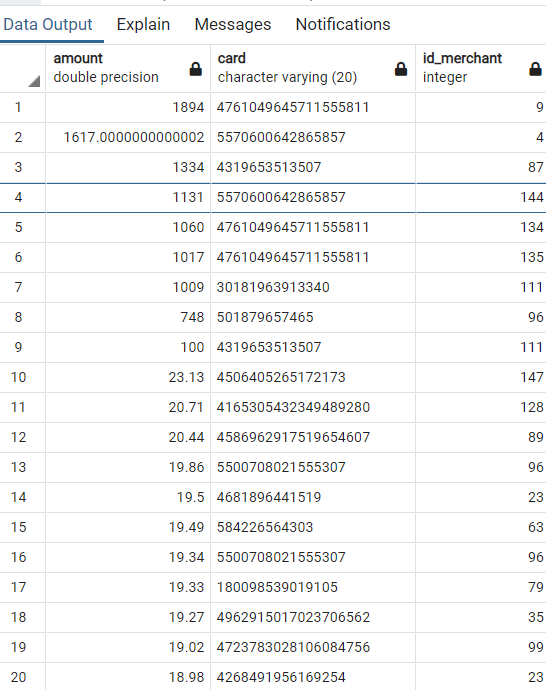 Data Output Explain Messages Notifications
amount card id_merchant
double precision character varying (20) integer
1 1894 4761049645711555811 9
2 1617.0000000000002 5570600642865857 4
3 1334 4319653513507 87
4 1131 5570600642865857 144
5 1060 4761049645711555811 134
6 1017 4761049645711555811 135
7 1009 30181963913340 111
8 748 501879657465 96
9 100 4319653513507 111
10 23.13 4506405265172173 147
11 20.71 4165305432349489280 128
12 20.44 4586962917519654607 89
13 19.86 5500708021555307 96
14 19.5 4681896441519 23
15 19.49 584226564303 63
16 19.34 5500708021555307 96
17 19.33 180098539019105 79
18 19.27 4962915017023706562 35
19 19.02 4723783028106084756 99
20 18.98 4268491956169254 23